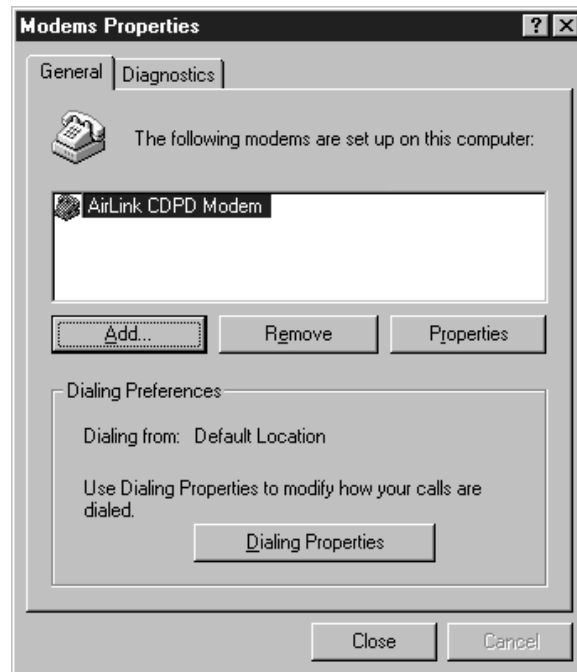 Modems Properties
General Diagnostics
The following modems are set up on this computer:
AirLink CDPD Modem
Add... Remove Properties
Dialing Preferences
Dialing from: Default Location
Use Dialing Properties to modify how your calls are
dialed.
Dialing Properties
Close Cancel